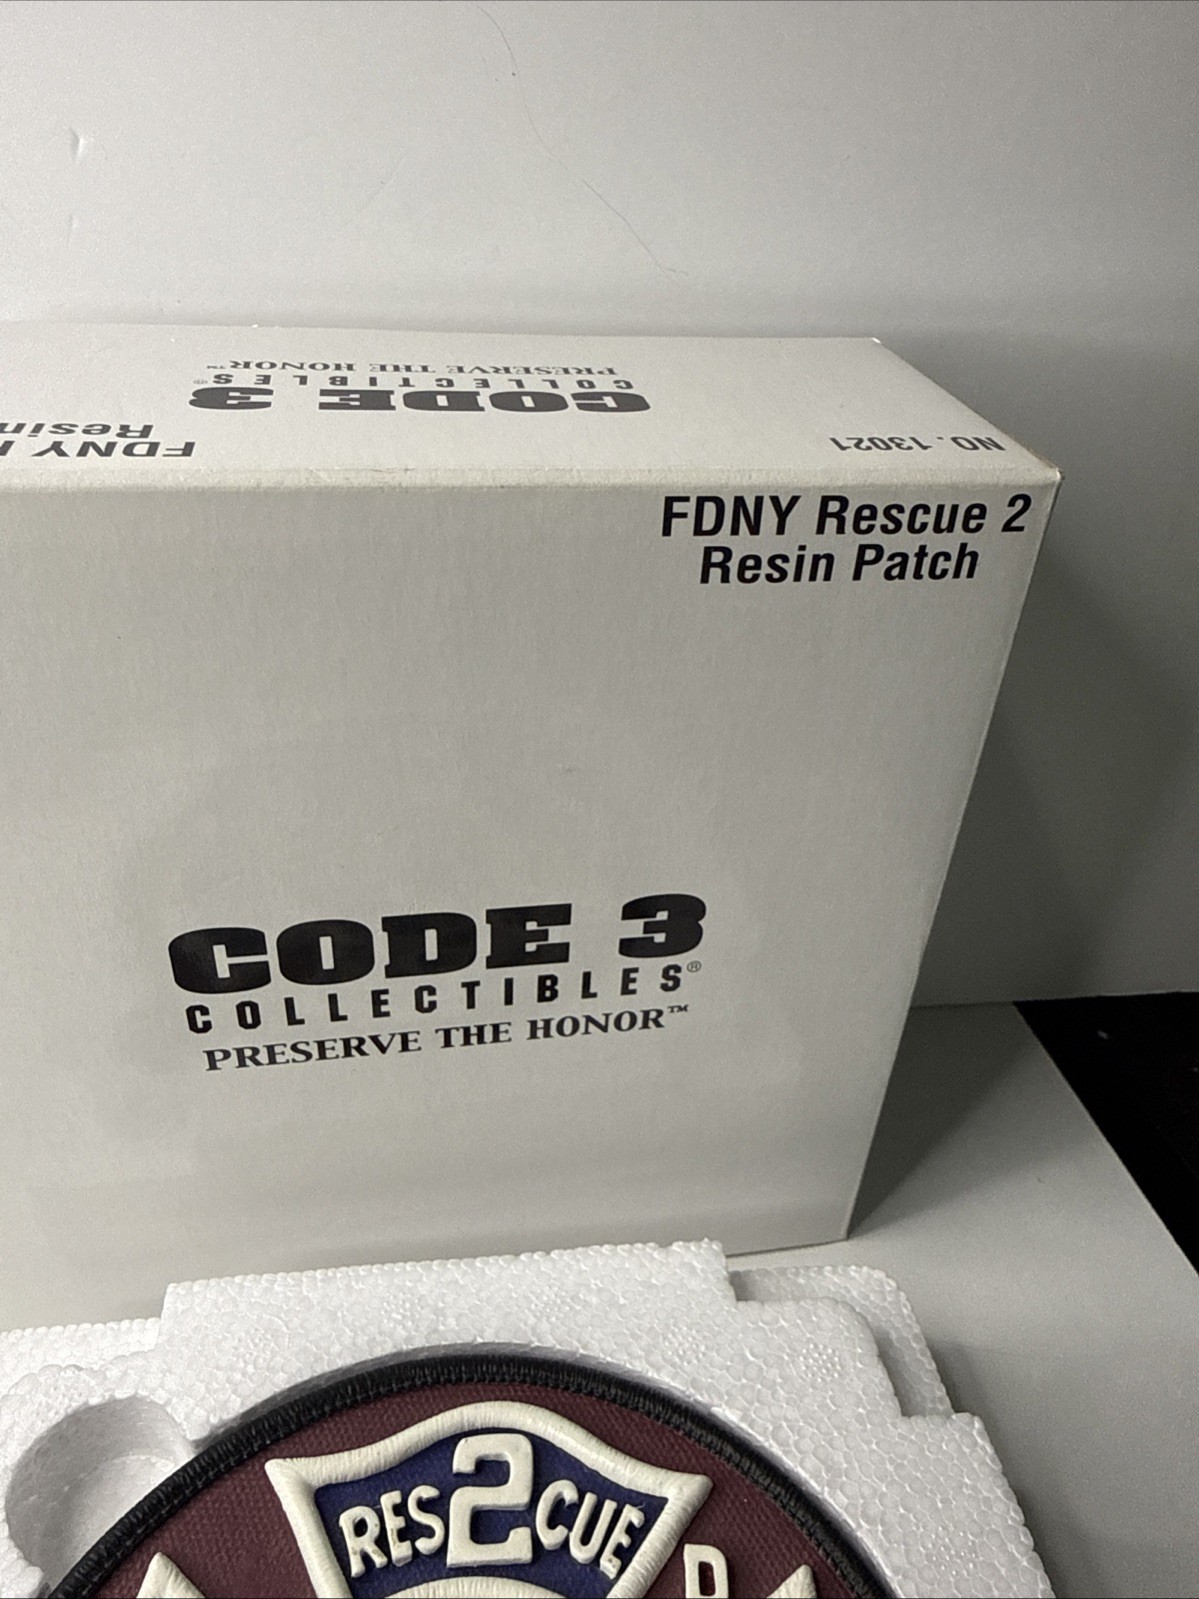 PRESERVE THE HONOR™
COLLECTIBLES®
CODE 3
NO. 13021
FDNY
Resin
FDNY Rescue 2
Resin Patch
CODE 3
COLLECTIBLES®
PRESERVE THE HONOR™
RES2CUE
D